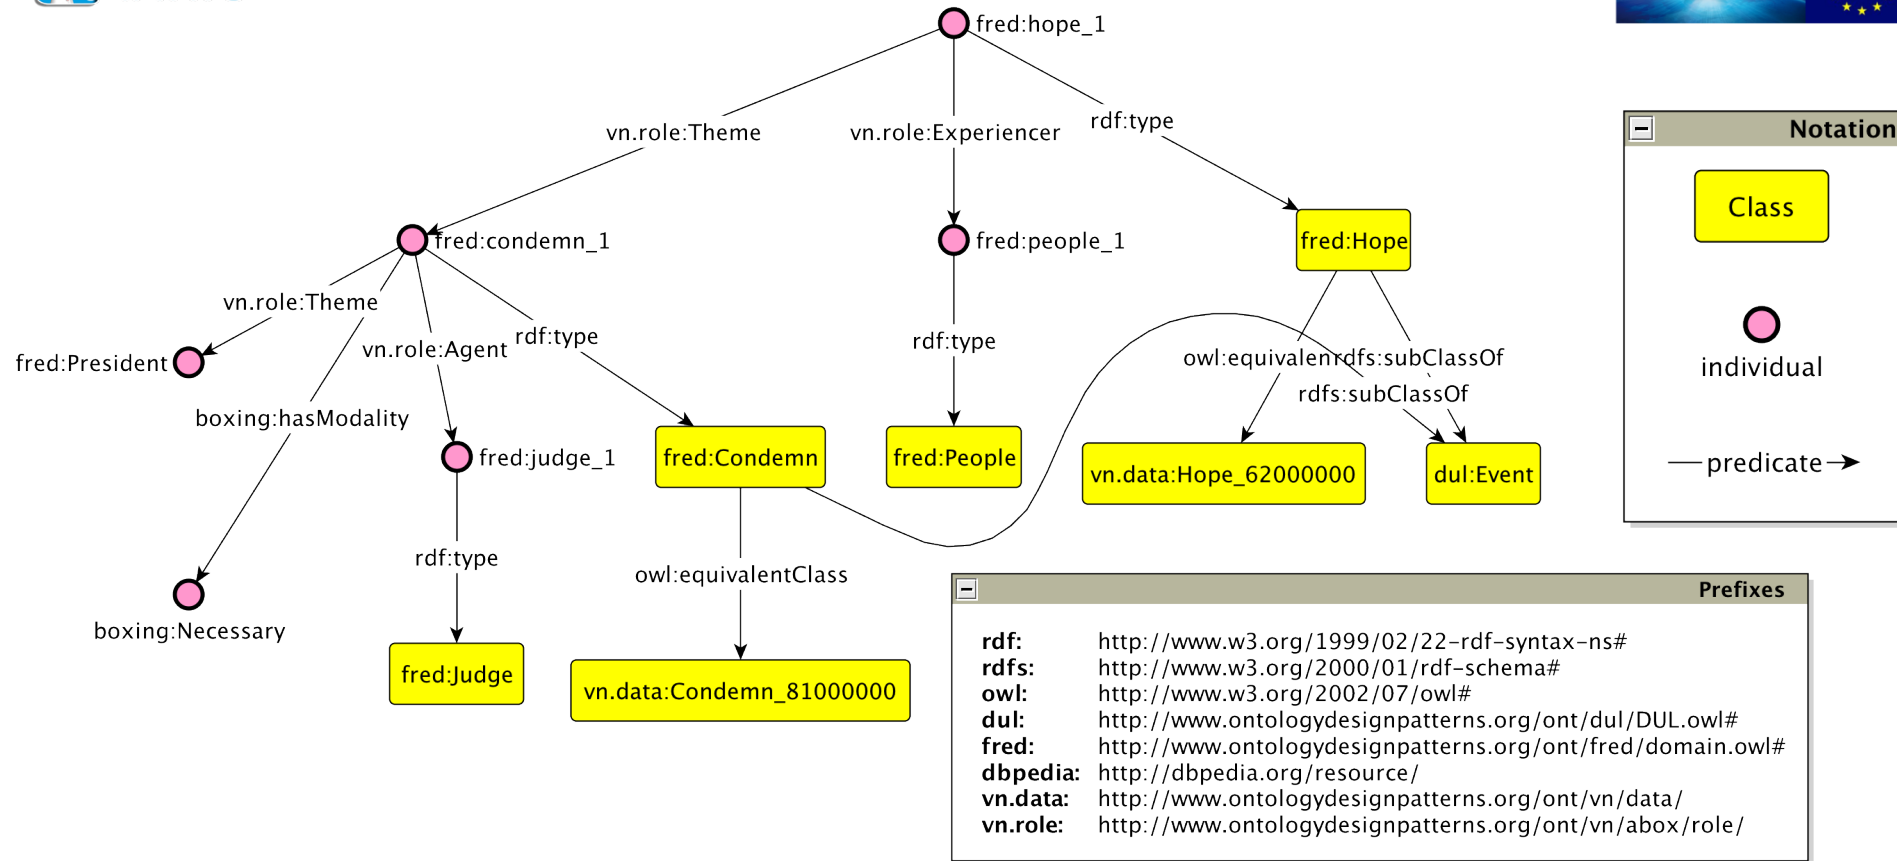 fred:hope_1
vn.role:Theme
vn.role:Experiencer
rdf:type
fred:condemn_1
fred:people_1
fred:Hope
vn.role:Theme
vn.role:Agent
rdf:type
rdf:type
owl:equivalen
rdfs:subClassOf
rdfs:subClassOf
fred:President
boxing:hasModality
fred:judge_1
fred:Condemn
fred:People
vn.data:Hope_62000000
dul:Event
rdf:type
owl:equivalentClass
boxing:Necessary
fred:Judge
vn.data:Condemn_81000000
Notation
Class
individual
predicate
Prefixes
rdf: http://www.w3.org/1999/02/22-rdf-syntax-ns#
rdfs: http://www.w3.org/2000/01/rdf-schema#
owl: http://www.w3.org/2002/07/owl#
dul: http://www.ontologydesignpatterns.org/ont/dul/DUL.owl#
fred: http://www.ontologydesignpatterns.org/ont/fred/domain.owl#
dbpedia: http://dbpedia.org/resource/
vn.data: http://www.ontologydesignpatterns.org/ont/vn/data/
vn.role: http://www.ontologydesignpatterns.org/ont/vn/abox/role/